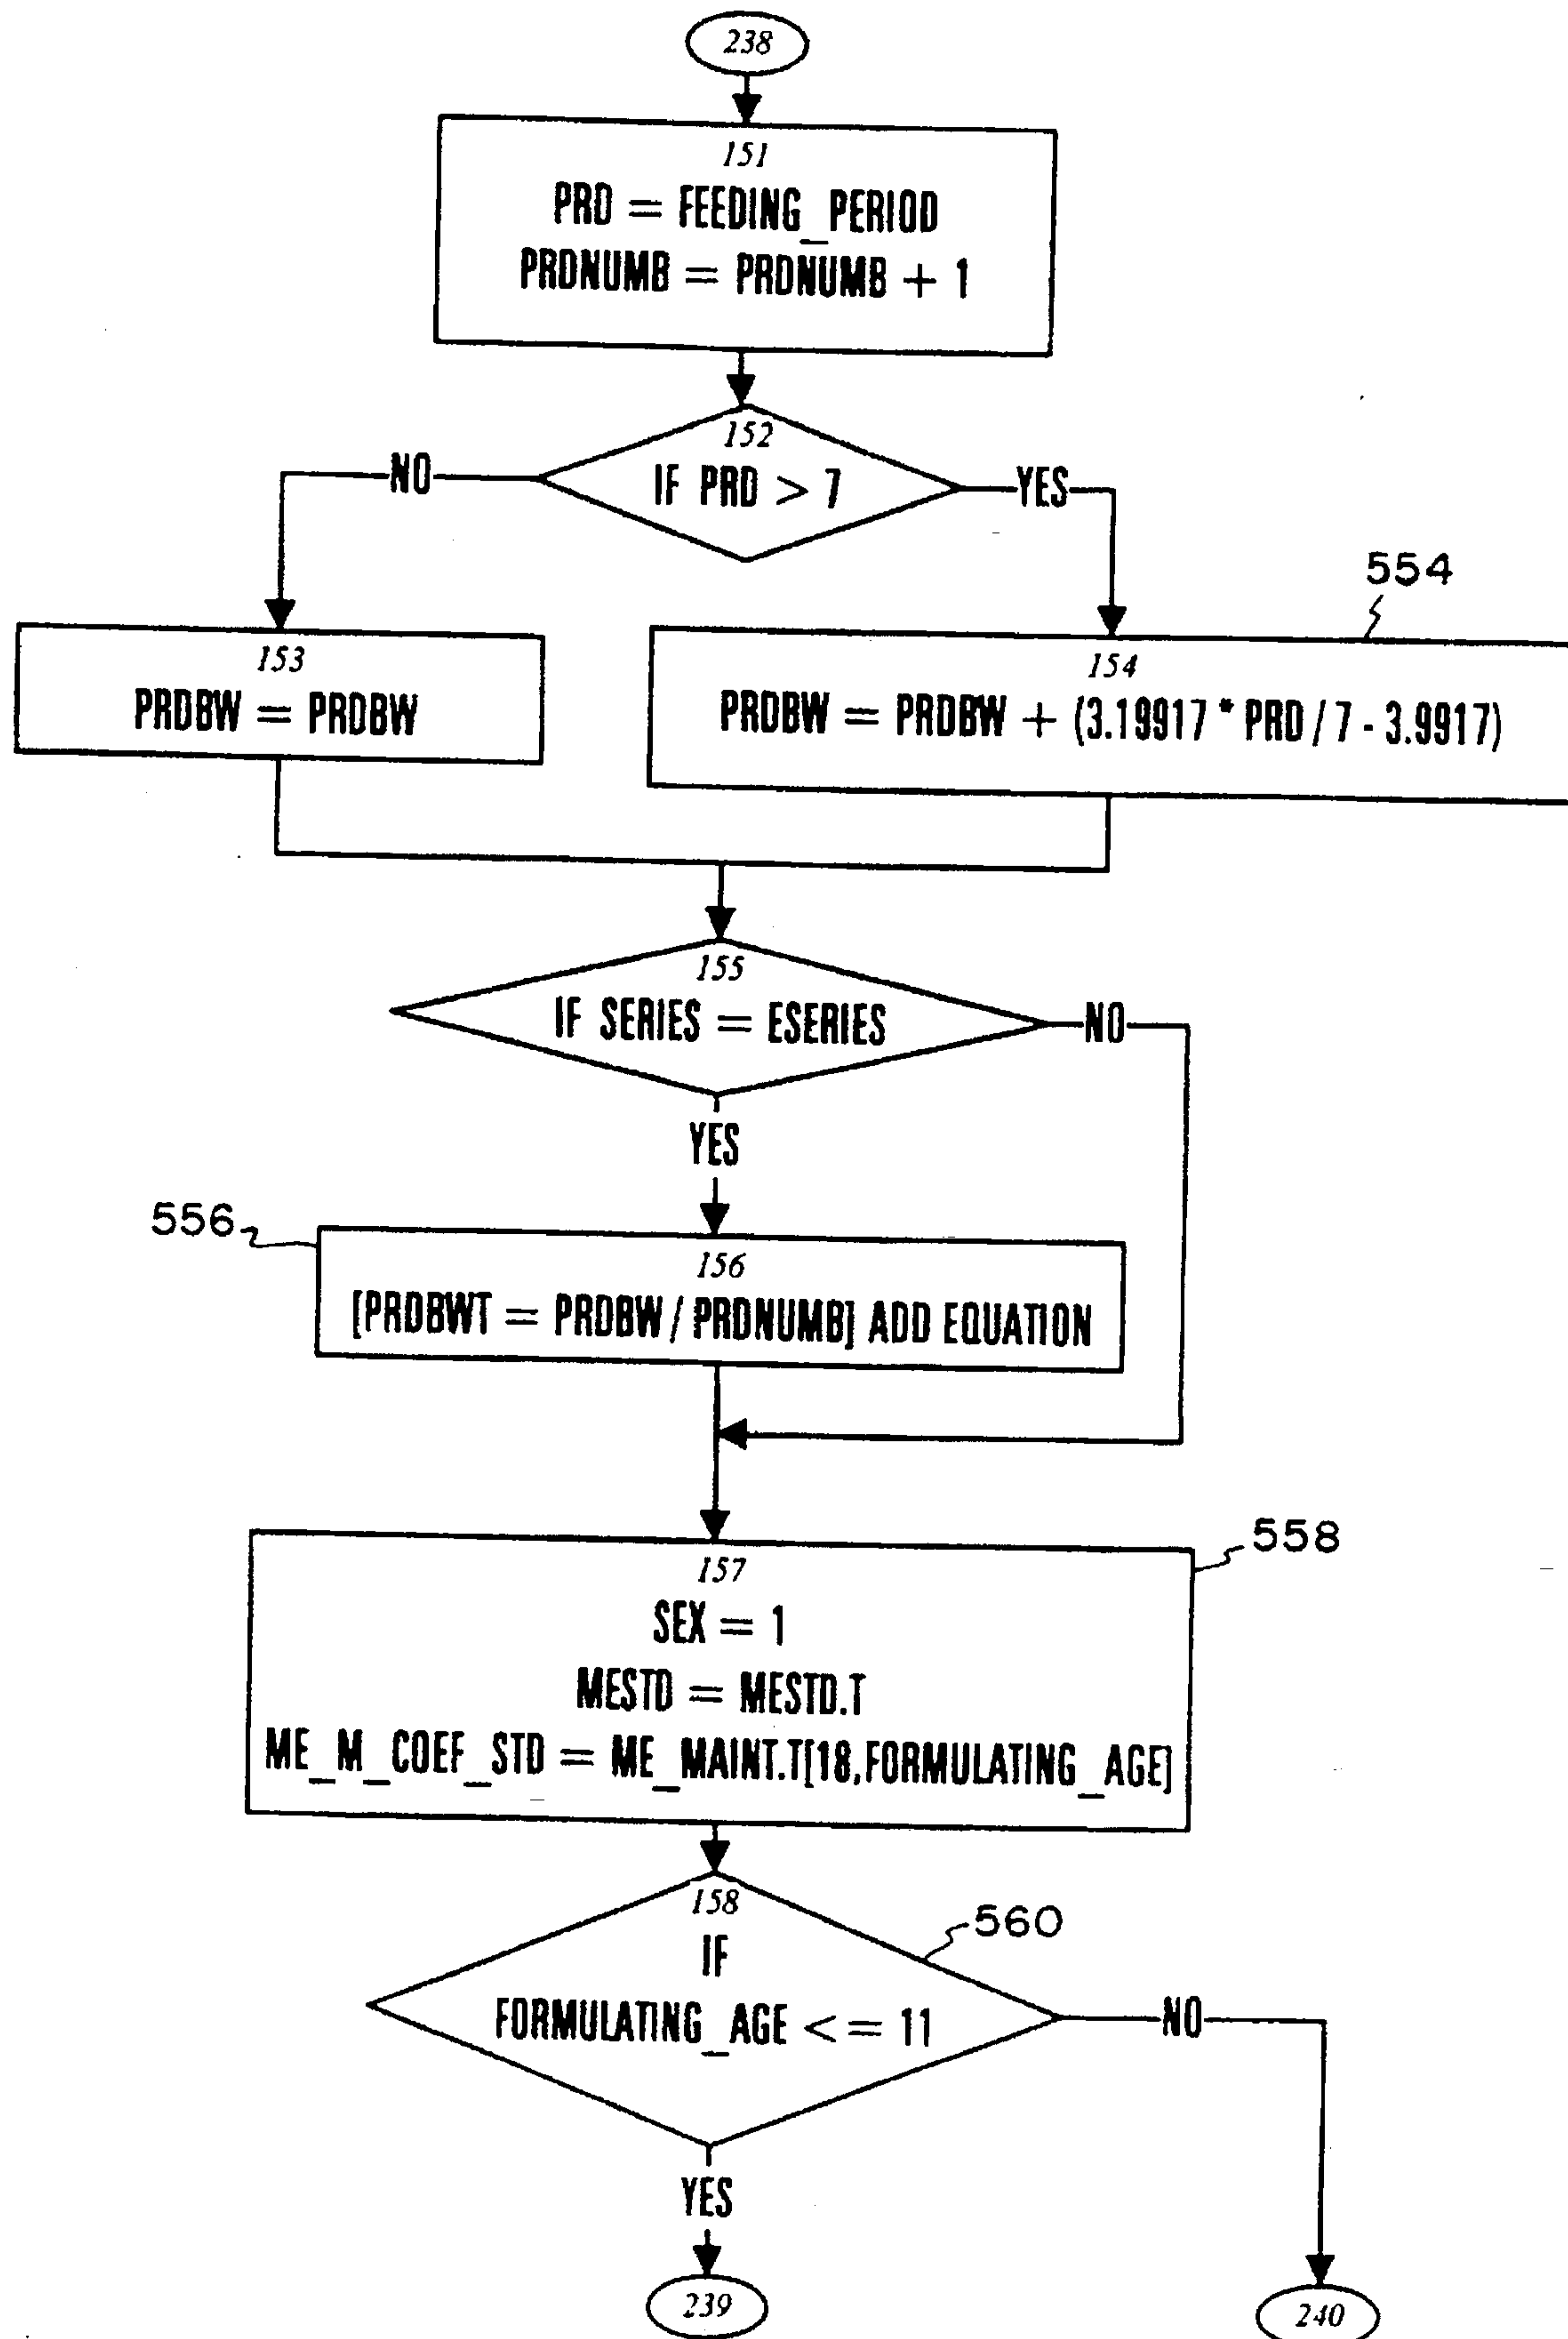 238
151
PRD = FEEDING_PERIOD
PRDNUMB = PRDNUMB + 1
152
IF PRD > 7
NO
YES
554
153
PRDBW = PRDBW
154
PRDBW = PRDBW + (3.19917 * PRD / 7 - 3.9917)
155
IF SERIES = ESERIES
NO
YES
556
156
[PRDBWT = PRDBW / PRDNUMB] ADD EQUATION
558
157
SEX = 1
MESTD = MESTD.T
ME_M_COEF_STD = ME_MAINT.T[18,FORMULATING_AGE]
158
560
IF
FORMULATING_AGE <= 11
NO
YES
239
240